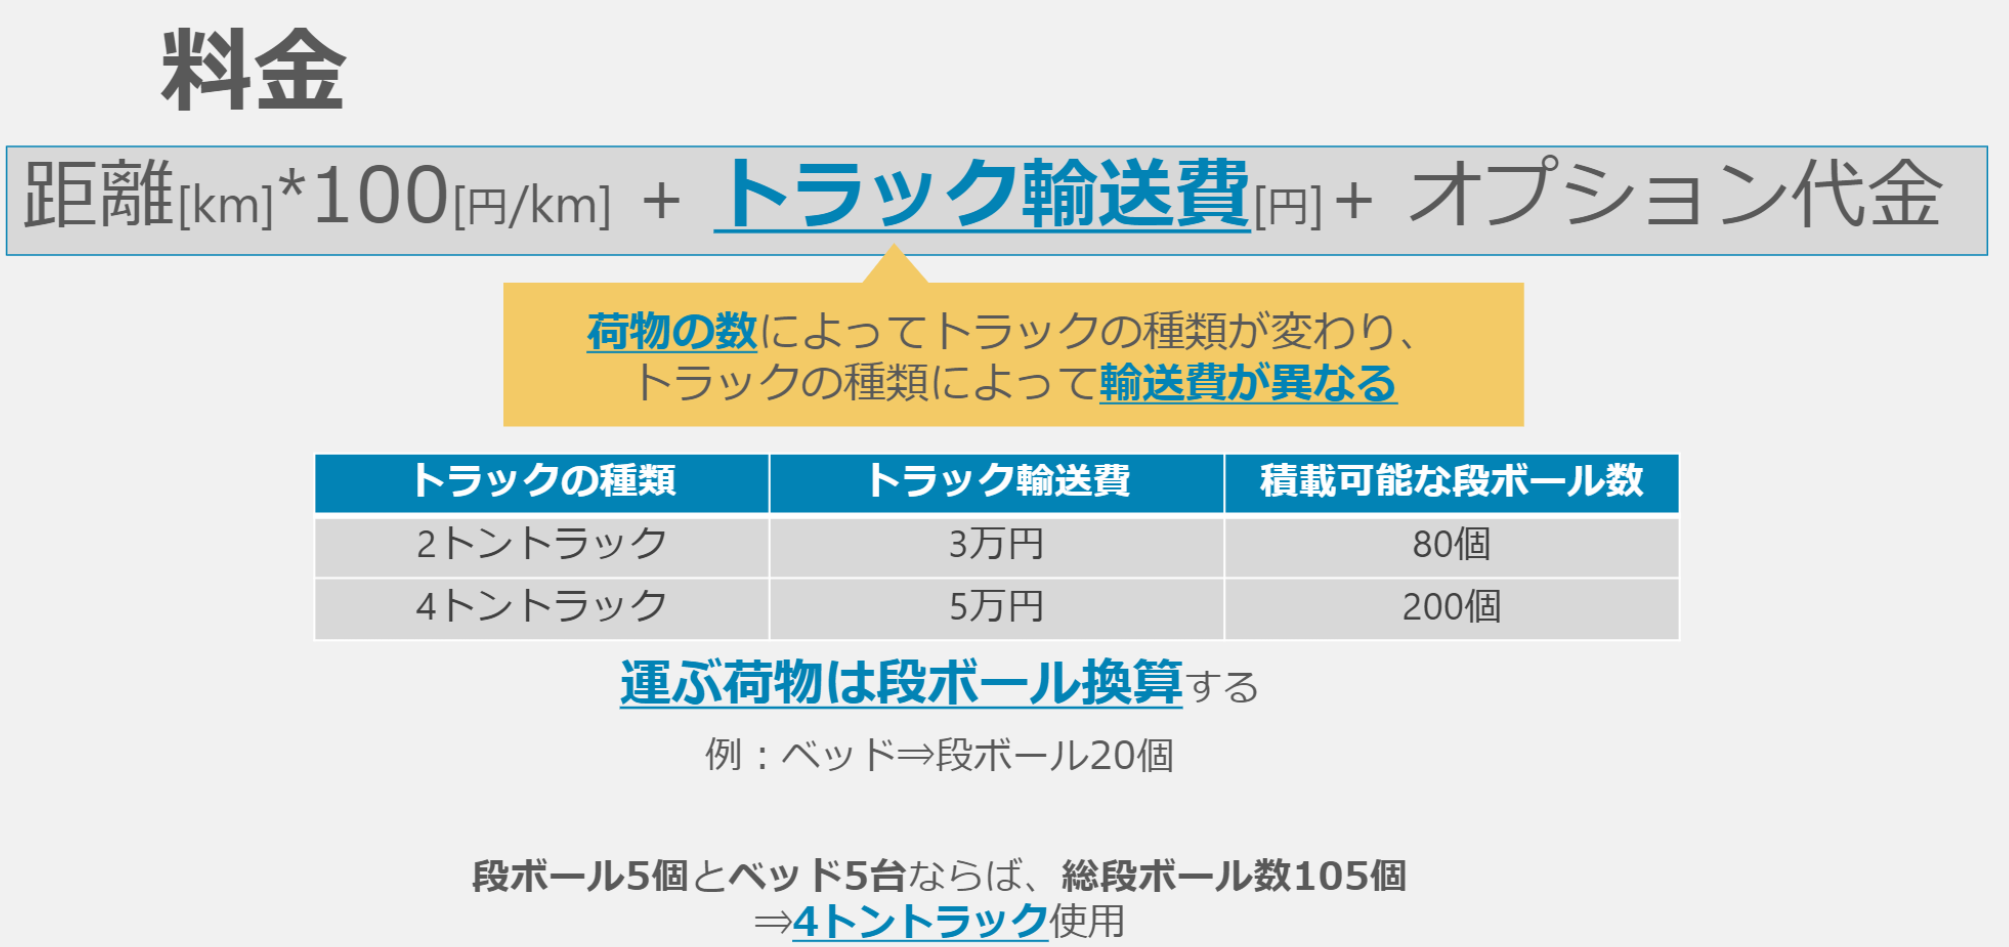 料金
距離[km]*100[円/km] + トラック輸送費[円]+ オプション代金
荷物の数によってトラックの種類が変わり、
トラックの種類によって輸送費が異なる
トラックの種類 トラック輸送費 積載可能な段ボール数
2トントラック 3万円 80個
4トントラック 5万円 200個
運ぶ荷物は段ボール換算する
例：ベッド⇒段ボール20個
段ボール5個とベッド5台ならば、総段ボール数105個
⇒4トントラック使用